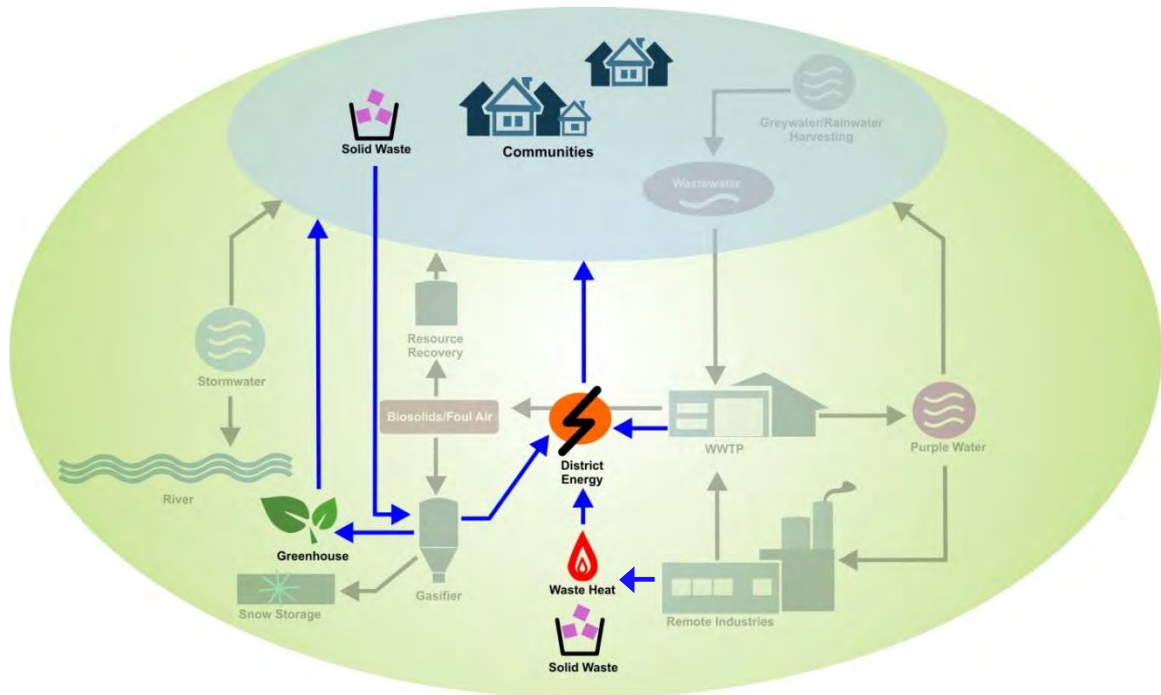 Communities
Solid Waste
Greywater/Rainwater
Harvesting
Wastewater
Resource
Recovery
Stormwater
Biosolids/Foul Air
WWTP
Purple Water
District
Energy
River
Greenhouse
Gasifier
Waste Heat
Snow Storage
Remote Industries
Solid Waste